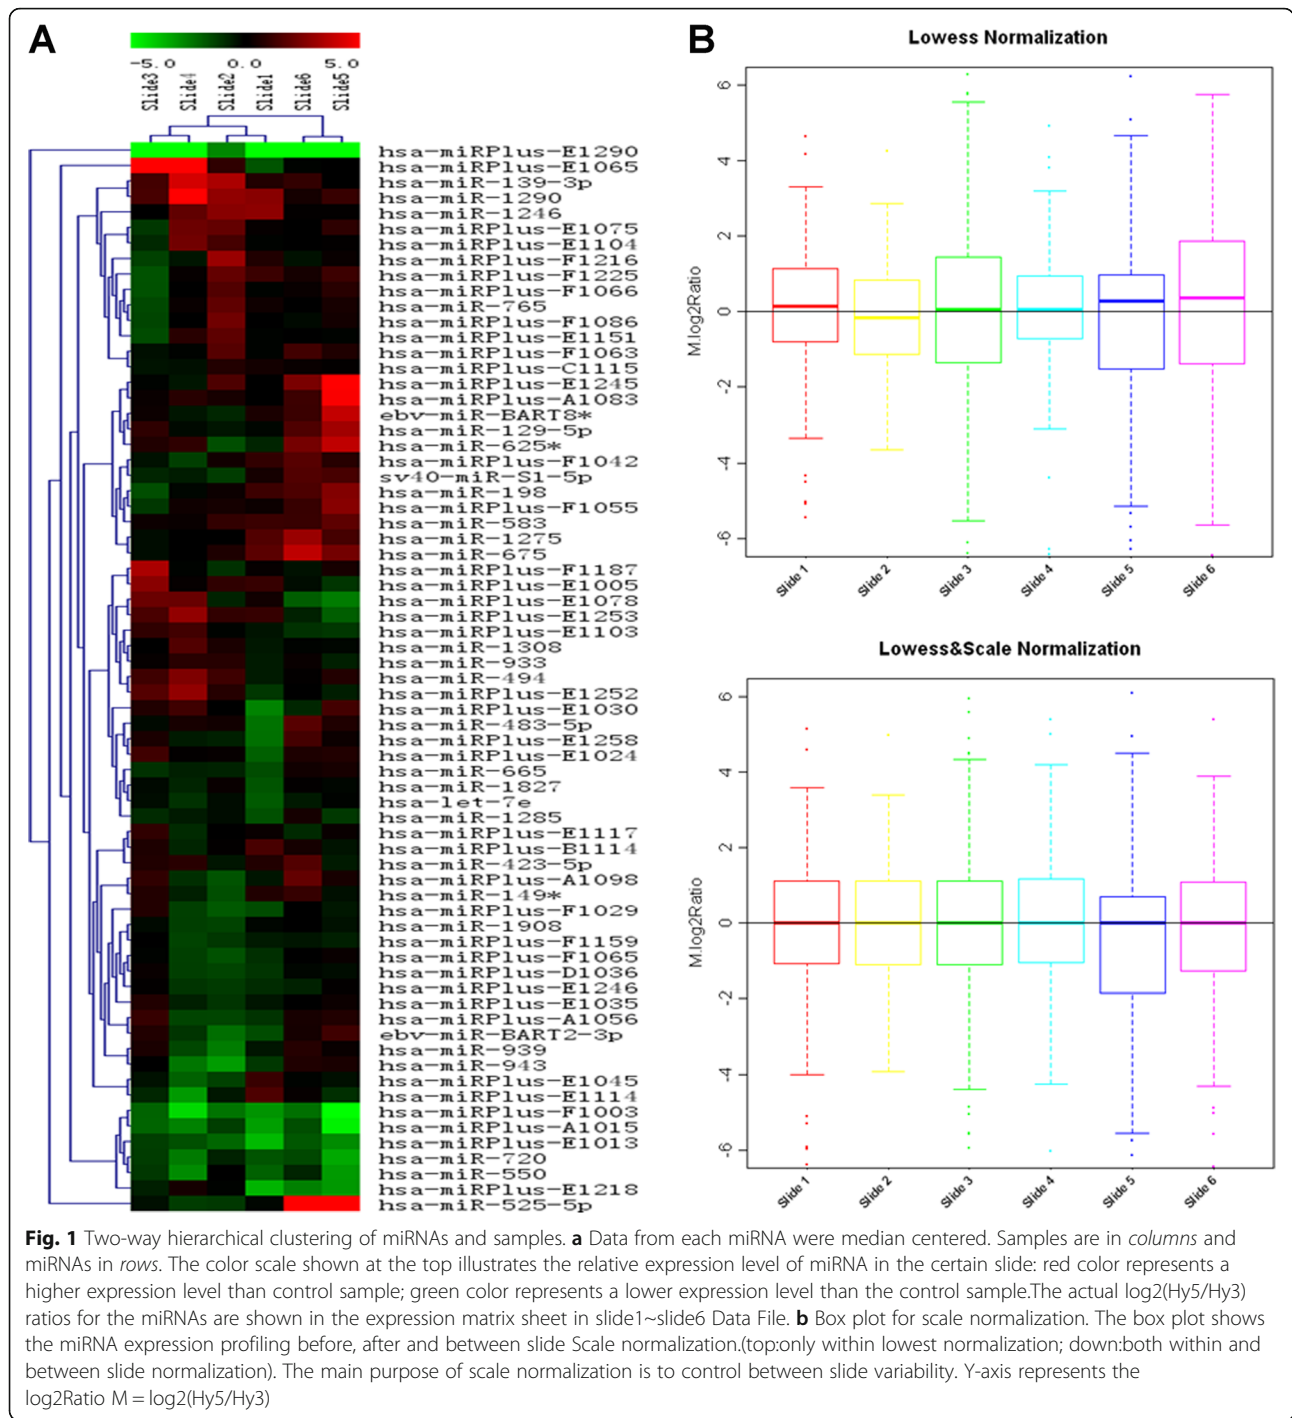 A
-5.0 0.0 5.0
Slide3 Slide4 Slide2 Slide1 Slide6 Slide5
hsa-miRPlus-E1290
hsa-miRPlus-E1065
hsa-miR-139-3p
hsa-miR-1290
hsa-miR-1246
hsa-miRPlus-E1075
hsa-miRPlus-E1104
hsa-miRPlus-F1216
hsa-miRPlus-F1225
hsa-miRPlus-F1066
hsa-miR-765
hsa-miRPlus-F1086
hsa-miRPlus-E1151
hsa-miRPlus-F1063
hsa-miRPlus-C1115
hsa-miRPlus-E1245
hsa-miRPlus-A1083
ebv-miR-BART8*
hsa-miR-129-5p
hsa-miR-625*
hsa-miRPlus-F1042
sv40-miR-S1-5p
hsa-miR-198
hsa-miRPlus-F1055
hsa-miR-583
hsa-miR-1275
hsa-miR-675
hsa-miRPlus-F1187
hsa-miRPlus-E1005
hsa-miRPlus-E1078
hsa-miRPlus-E1253
hsa-miRPlus-E1103
hsa-miR-1308
hsa-miR-933
hsa-miR-494
hsa-miRPlus-E1252
hsa-miRPlus-E1030
hsa-miR-483-5p
hsa-miRPlus-E1258
hsa-miRPlus-E1024
hsa-miR-665
hsa-miR-1827
hsa-let-7e
hsa-miR-1285
hsa-miRPlus-E1117
hsa-miRPlus-B1114
hsa-miR-423-5p
hsa-miRPlus-A1098
hsa-miR-149*
hsa-miRPlus-F1029
hsa-miR-1908
hsa-miRPlus-F1159
hsa-miRPlus-F1065
hsa-miRPlus-D1036
hsa-miRPlus-E1246
hsa-miRPlus-E1035
hsa-miRPlus-A1056
ebv-miR-BART2-3p
hsa-miR-939
hsa-miR-943
hsa-miRPlus-E1045
hsa-miRPlus-E1114
hsa-miRPlus-F1003
hsa-miRPlus-A1015
hsa-miRPlus-E1013
hsa-miR-720
hsa-miR-550
hsa-miRPlus-E1218
hsa-miR-525-5p
B
Lowess Normalization
M.log2Ratio
6
4
2
0
-2
-4
-6
Slide 1 Slide 2 Slide 3 Slide 4 Slide 5 Slide 6
Lowess&Scale Normalization
M.log2Ratio
6
4
2
0
-2
-4
-6
Slide 1 Slide 2 Slide 3 Slide 4 Slide 5 Slide 6
Fig. 1 Two-way hierarchical clustering of miRNAs and samples. a Data from each miRNA were median centered. Samples are in columns and
miRNAs in rows. The color scale shown at the top illustrates the relative expression level of miRNA in the certain slide: red color represents a
higher expression level than control sample; green color represents a lower expression level than the control sample.The actual log2(Hy5/Hy3)
ratios for the miRNAs are shown in the expression matrix sheet in slide1~slide6 Data File. b Box plot for scale normalization. The box plot shows
the miRNA expression profiling before, after and between slide Scale normalization.(top:only within lowest normalization; down:both within and
between slide normalization). The main purpose of scale normalization is to control between slide variability. Y-axis represents the
log2Ratio M = log2(Hy5/Hy3)